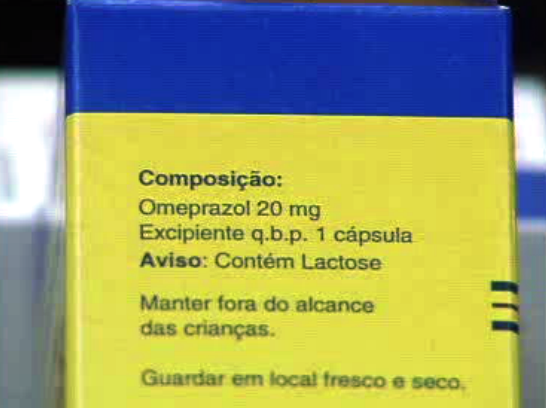 Composição:
Omeprazol 20 mg
Excipiente q.b.p. 1 cápsula
Aviso: Contém Lactose
Manter fora do alcance
das crianças.
Guardar em local fresco e seco.